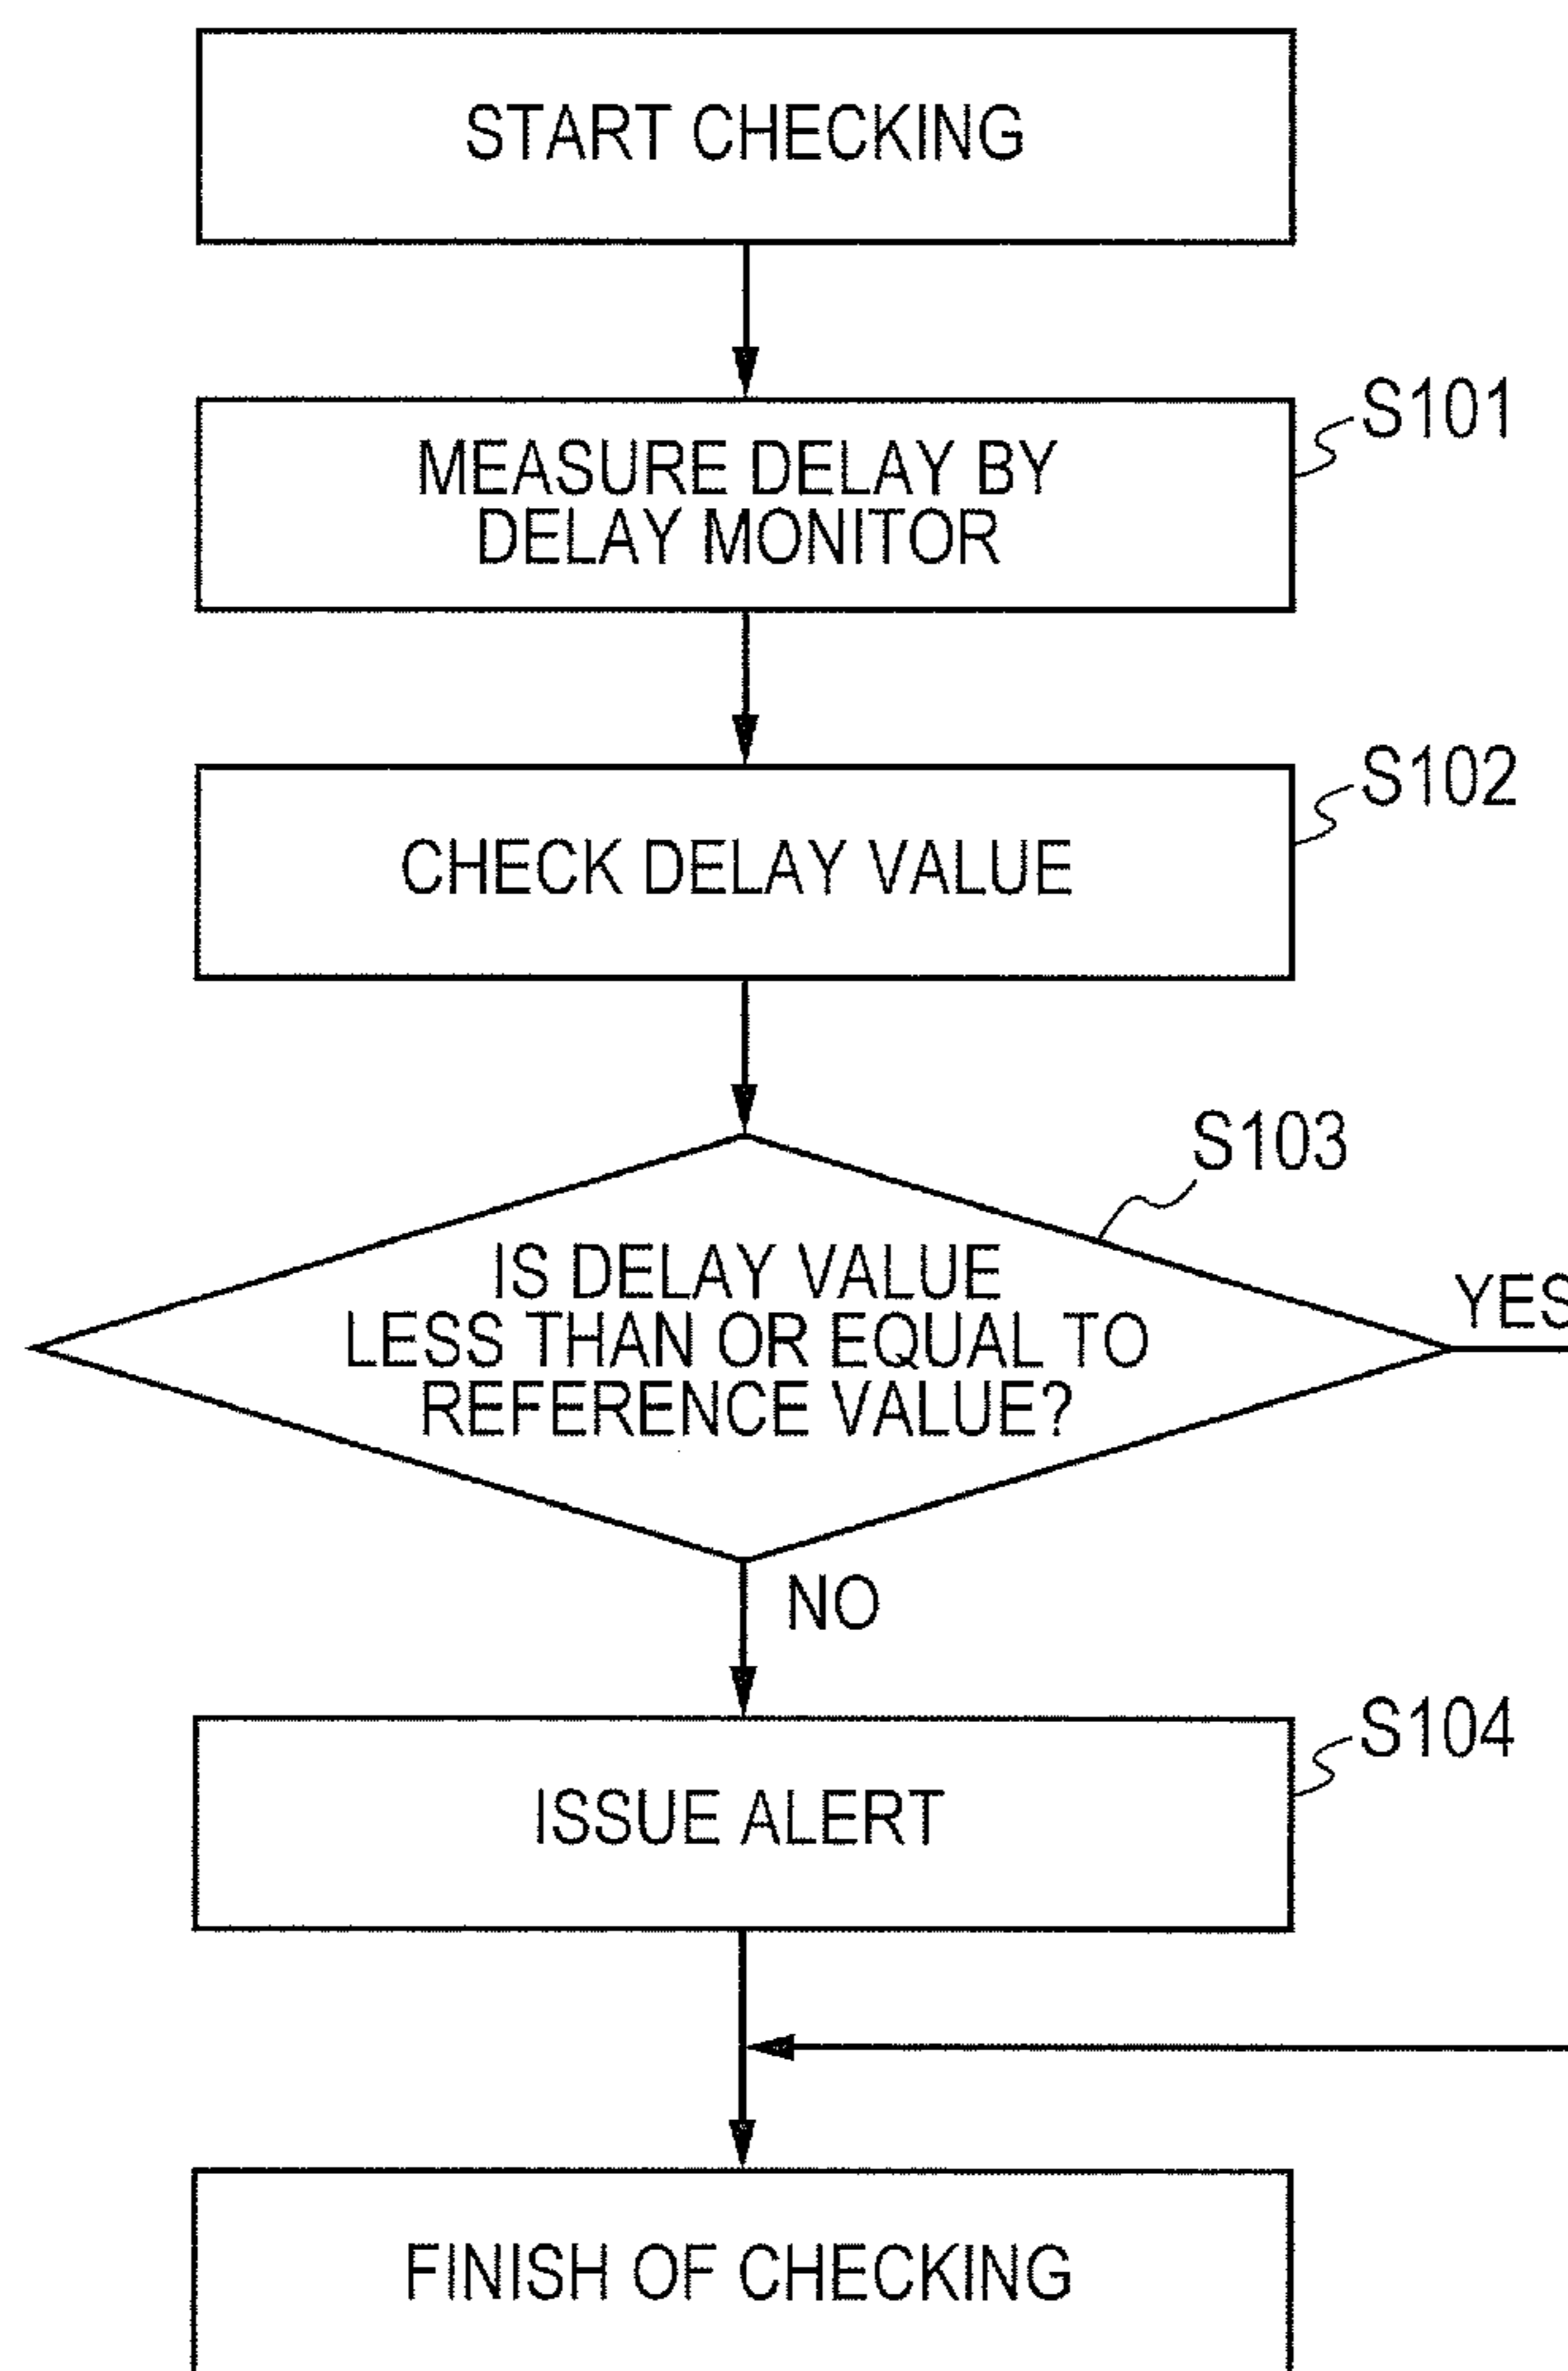 START CHECKING
S101
MEASURE DELAY BY
DELAY MONITOR
S102
CHECK DELAY VALUE
S103
IS DELAY VALUE
LESS THAN OR EQUAL TO
REFERENCE VALUE?
YES
NO
S104
ISSUE ALERT
FINISH OF CHECKING